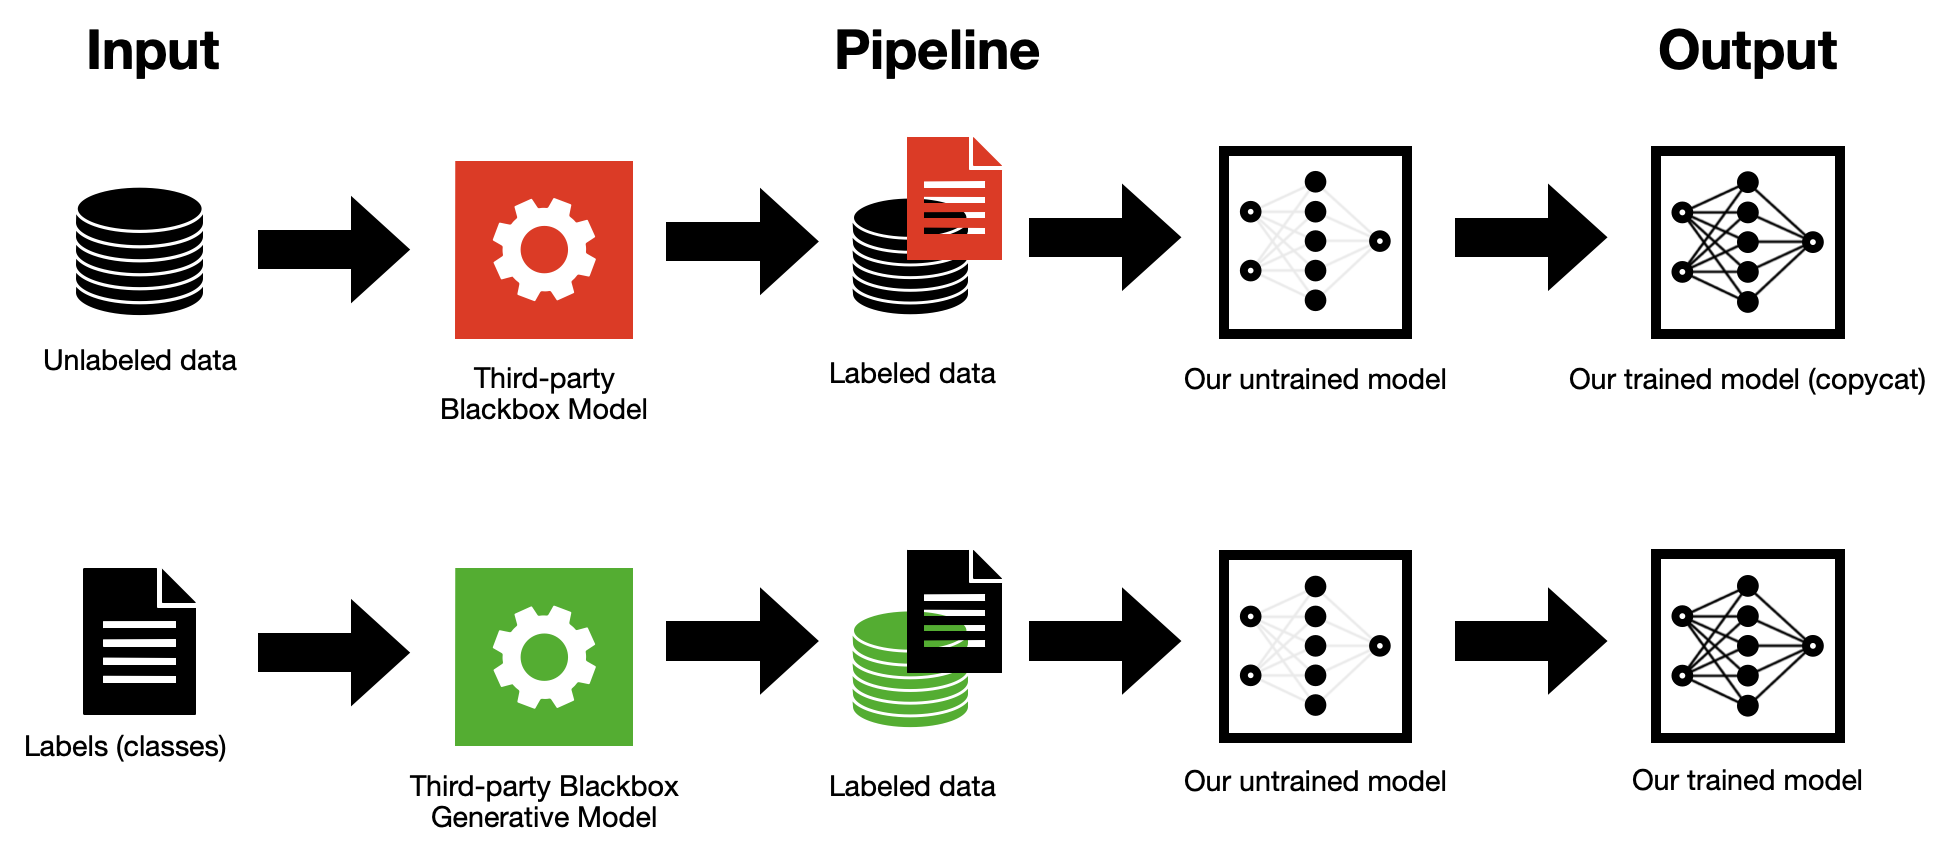 Input
Pipeline
Output
Unlabeled data
Third-party
Blackbox Model
Labeled data
Our untrained model
Our trained model (copycat)
Labels (classes)
Third-party Blackbox
Generative Model
Labeled data
Our untrained model
Our trained model